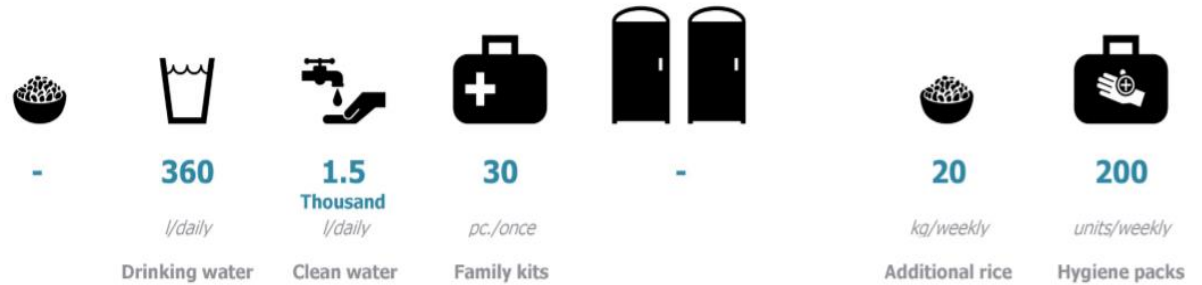 - 360 1.5 30 - 20 200
Thousand
l/daily l/daily pc./once kg/weekly units/weekly
Drinking water Clean water Family kits Additional rice Hygiene packs